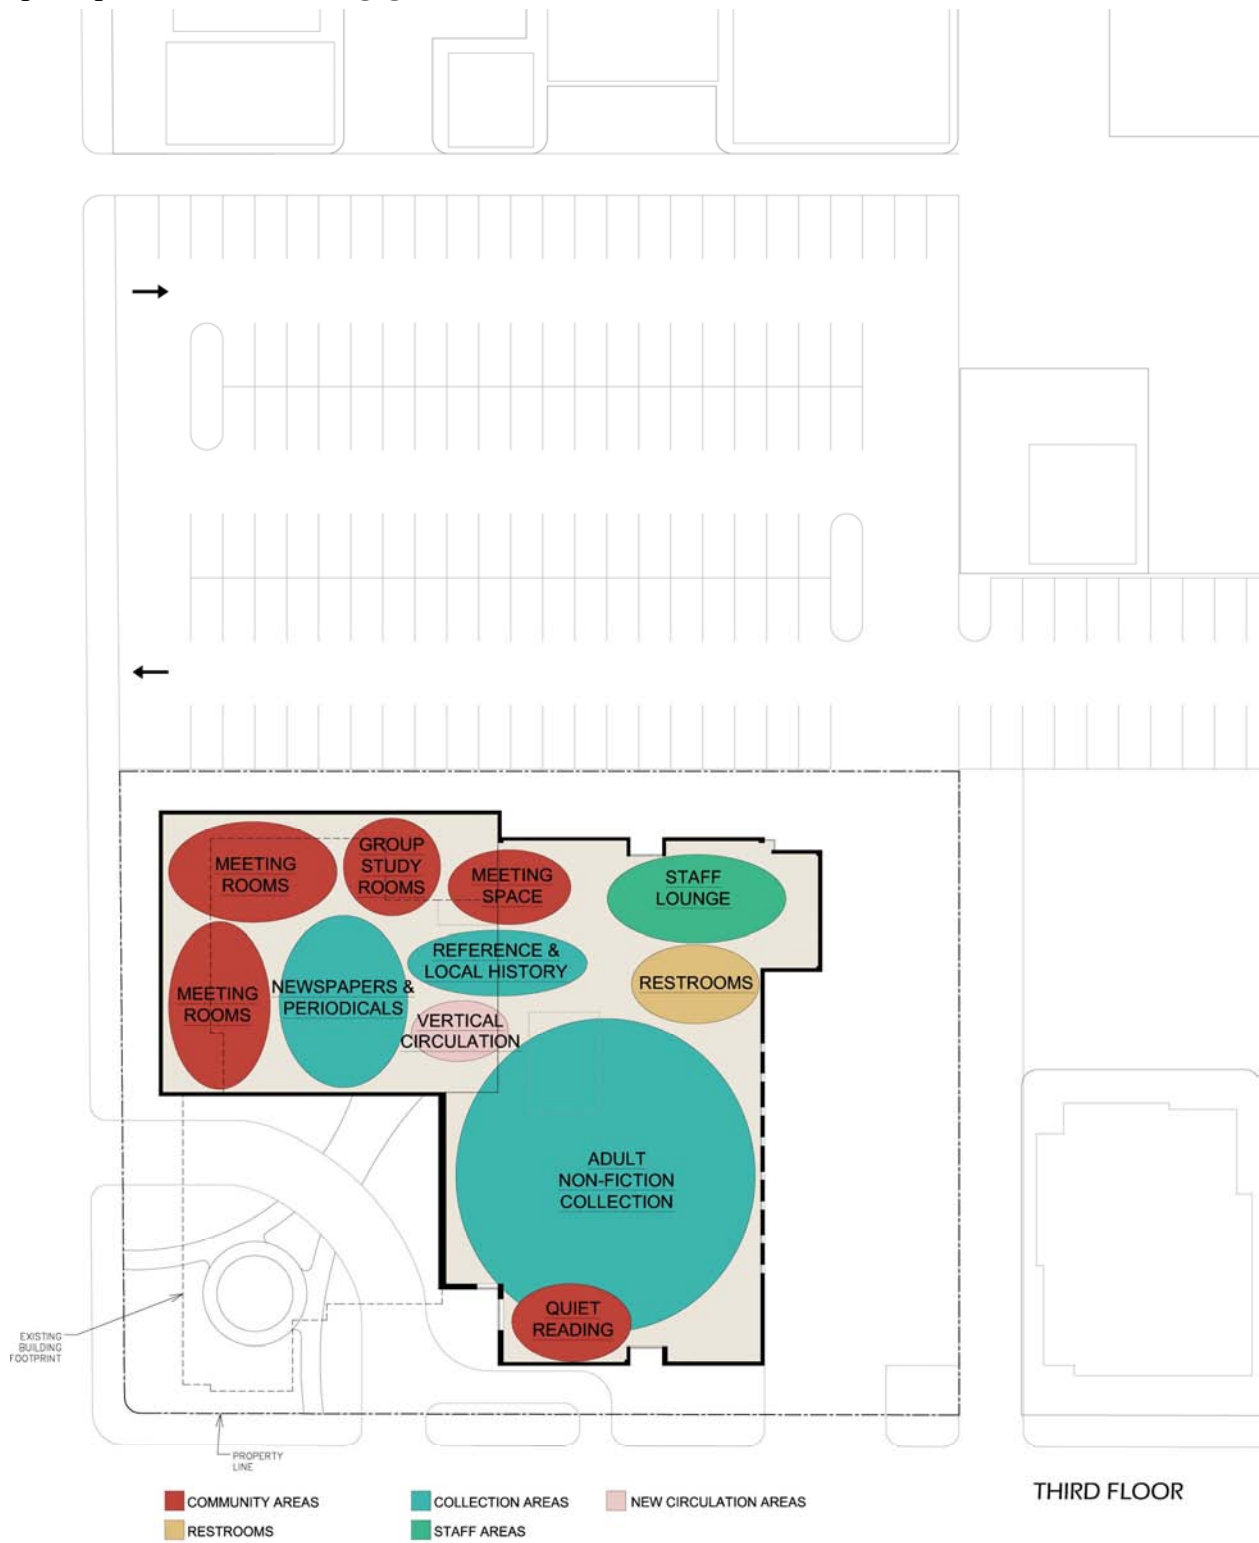 MEETING
ROOMS
GROUP
STUDY
ROOMS
MEETING
SPACE
STAFF
LOUNGE
REFERENCE &
LOCAL HISTORY
MEETING
ROOMS
NEWSPAPERS &
PERIODICALS
RESTROOMS
VERTICAL
CIRCULATION
ADULT
NON-FICTION
COLLECTION
QUIET
READING
EXISTING
BUILDING
FOOTPRINT
PROPERTY
LINE
THIRD FLOOR
COMMUNITY AREAS
COLLECTION AREAS
NEW CIRCULATION AREAS
RESTROOMS
STAFF AREAS